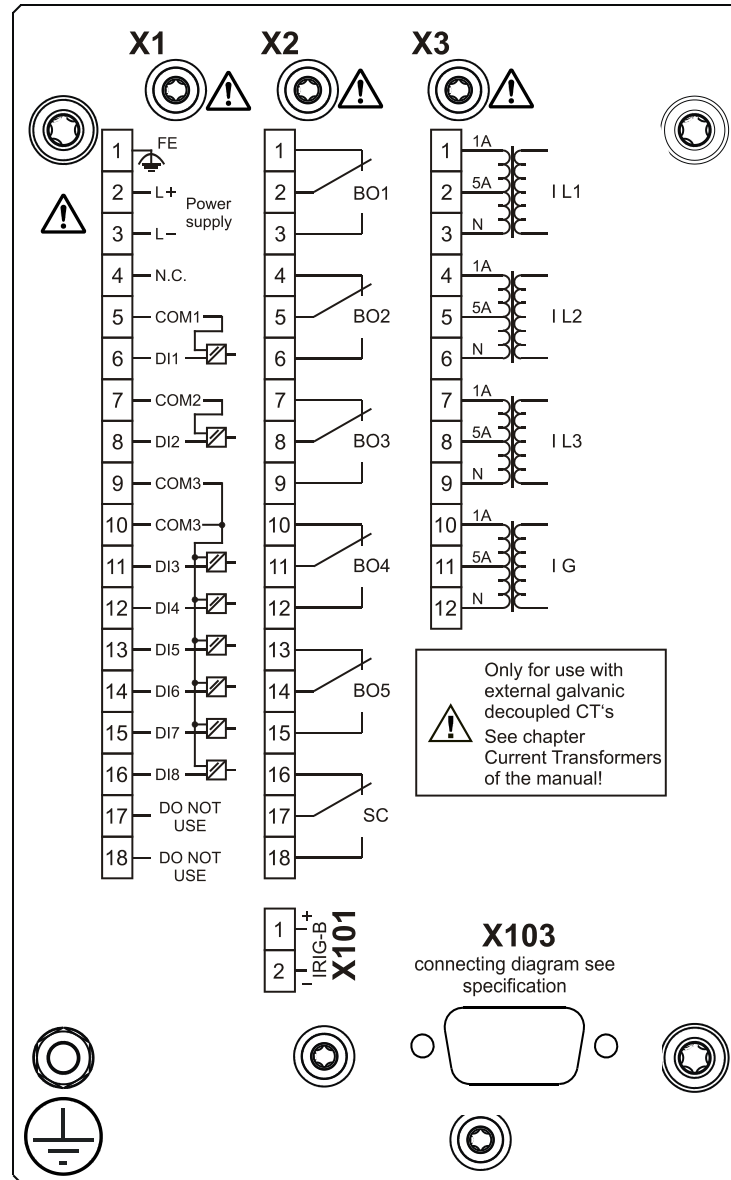 X1
1 FE
2 L+
Power
supply
3 L–
4 N.C.
5 COM1
6 DI1
7 COM2
8 DI2
9 COM3
10 COM3
11 DI3
12 DI4
13 DI5
14 DI6
15 DI7
16 DI8
17 DO NOT
USE
18 DO NOT
USE
X2
1
2 BO1
3
4
5 BO2
6
7
8 BO3
9
10
11 BO4
12
13
14 BO5
15
16
17 SC
18
X3
1 1A
2 5A I L1
3 N
4 1A
5 5A I L2
6 N
7 1A
8 5A I L3
9 N
10 1A
11 5A I G
12 N
Only for use with
external galvanic
decoupled CT‘s
See chapter
Current Transformers
of the manual!
1 +
2 –
IRIG-B
X101
X103
connecting diagram see
specification